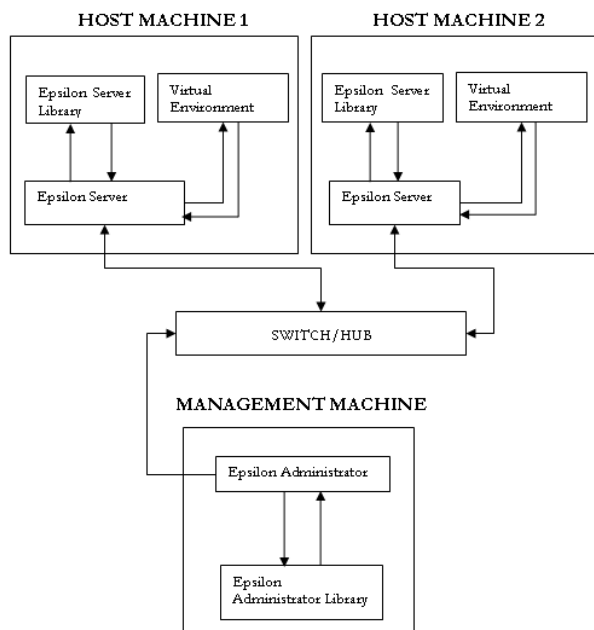 HOST MACHINE 1
HOST MACHINE 2
Epsilon Server
Library
Virtual
Environment
Epsilon Server
Library
Virtual
Environment
Epsilon Server
Epsilon Server
SWITCH/HUB
MANAGEMENT MACHINE
Epsilon Administrator
Epsilon
Administrator Library